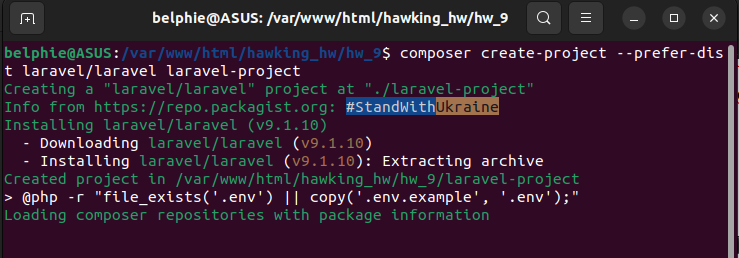 belphie@ASUS: /var/www/html/hawking_hw/hw_9
belphie@ASUS:/var/www/html/hawking_hw/hw_9$ composer create-project --prefer-dis
t laravel/laravel laravel-project
Creating a "laravel/laravel" project at "./laravel-project"
Info from https://repo.packagist.org: #StandWithUkraine
Installing laravel/laravel (v9.1.10)
  - Downloading laravel/laravel (v9.1.10)
  - Installing laravel/laravel (v9.1.10): Extracting archive
Created project in /var/www/html/hawking_hw/hw_9/laravel-project
> @php -r "file_exists('.env') || copy('.env.example', '.env');"
Loading composer repositories with package information